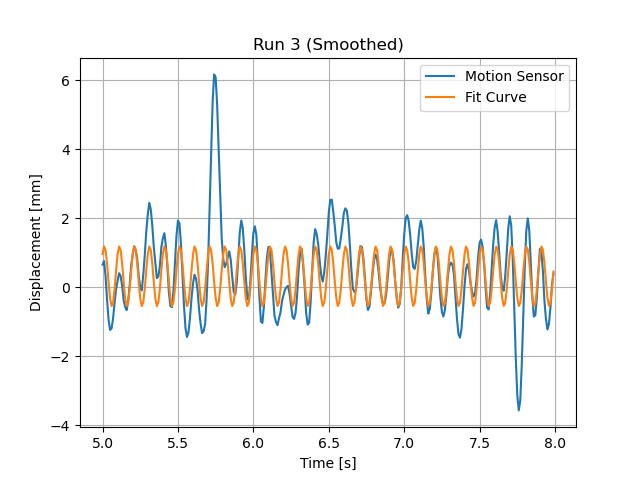 Run 3 (Smoothed)
Motion Sensor
Fit Curve
Displacement [mm]
6
4
2
0
−2
−4
5.0 5.5 6.0 6.5 7.0 7.5 8.0
Time [s]